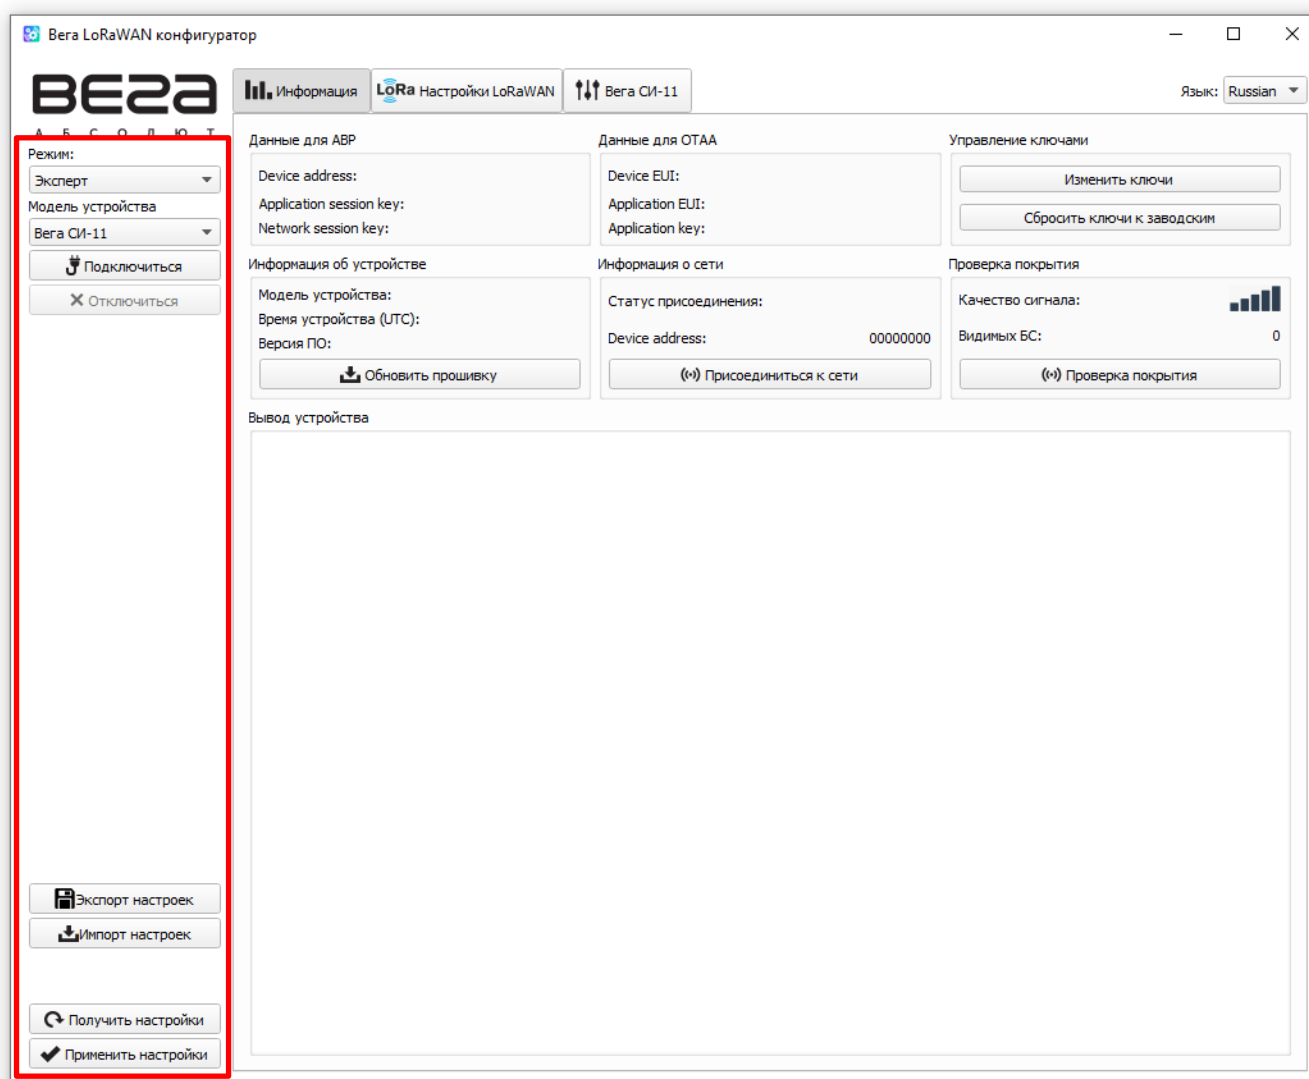 Вега LoRaWAN конфигуратор
ВЕГА
АБСОЛЮТ
Информация
LoRa Настройки LoRaWAN
Вега СИ-11
Язык: Russian
Режим:
Эксперт
Модель устройства
Вега СИ-11
Подключиться
Отключиться
Экспорт настроек
Импорт настроек
Получить настройки
Применить настройки
Данные для ABP
Device address:
Application session key:
Network session key:
Данные для OTAA
Device EUI:
Application EUI:
Application key:
Управление ключами
Изменить ключи
Сбросить ключи к заводским
Информация об устройстве
Модель устройства:
Время устройства (UTC):
Версия ПО:
Обновить прошивку
Информация о сети
Статус присоединения:
Device address: 00000000
Присоединиться к сети
Проверка покрытия
Качество сигнала:
Видимых БС: 0
Проверка покрытия
Вывод устройства